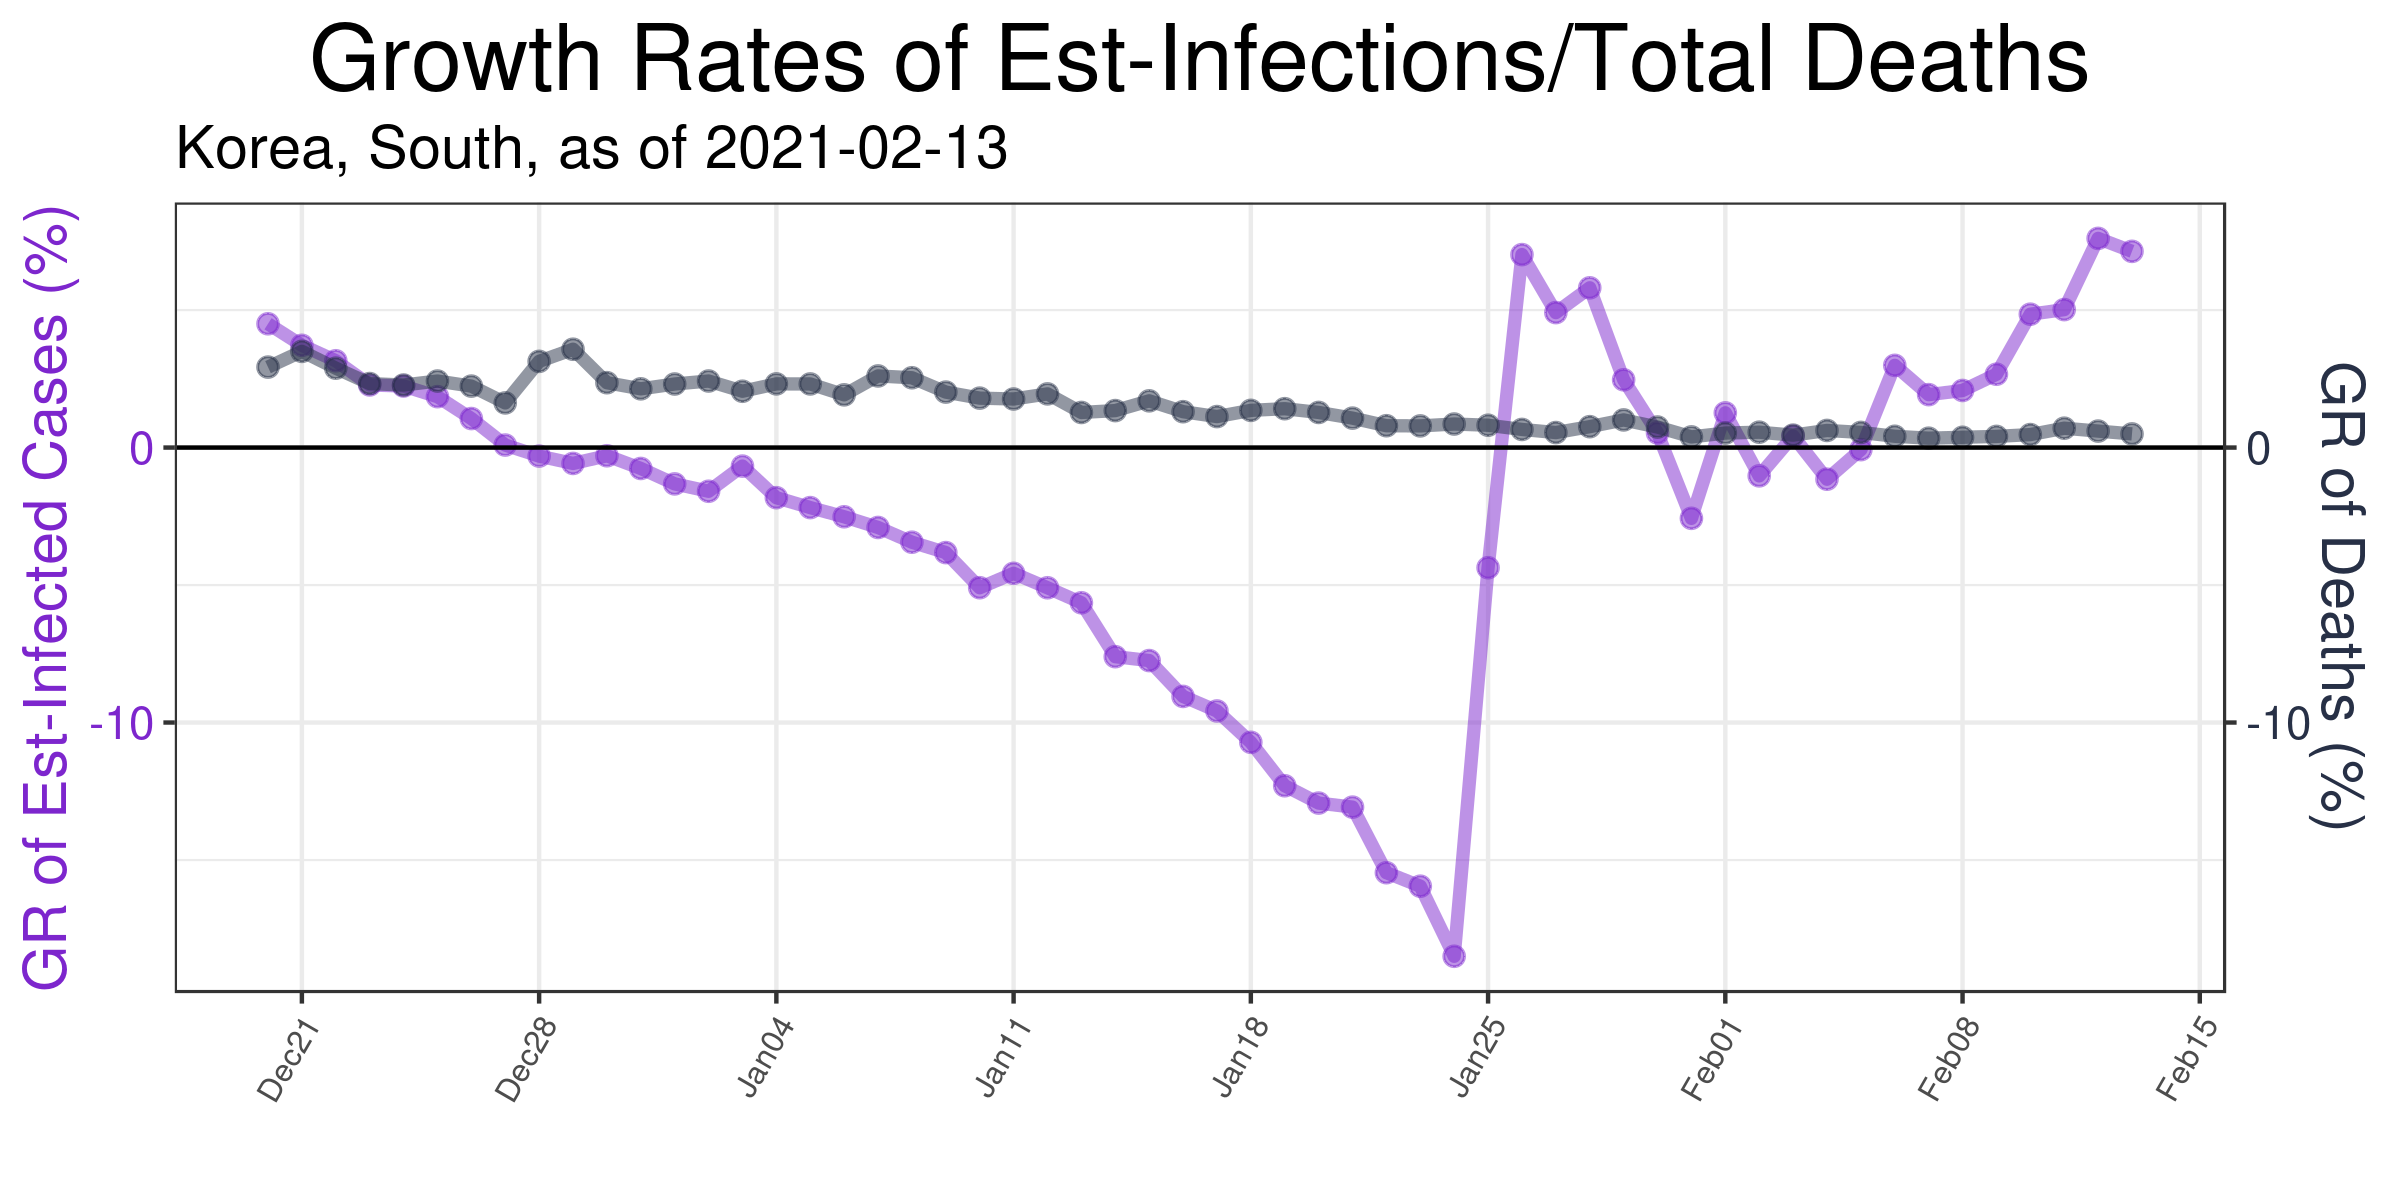 Growth Rates of Est-Infections/Total Deaths
Korea, South, as of 2021-02-13
GR of Est-Infected Cases (%)
0
-10
0
-10
GR of Deaths (%)
Dec21
Dec28
Jan04
Jan11
Jan18
Jan25
Feb01
Feb08
Feb15